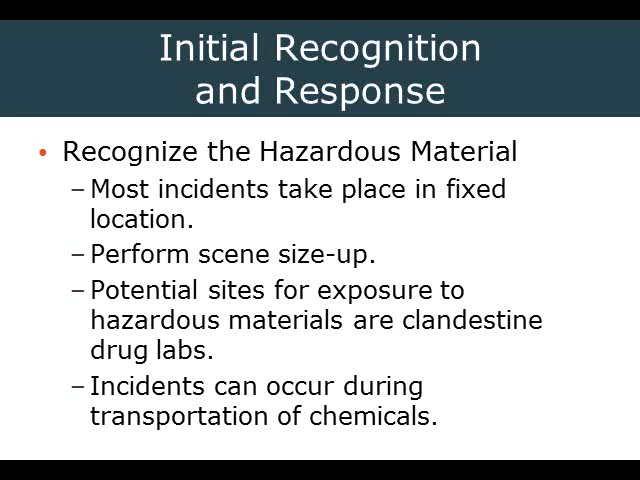 Initial Recognition
and Response
• Recognize the Hazardous Material
– Most incidents take place in fixed
location.
– Perform scene size-up.
– Potential sites for exposure to
hazardous materials are clandestine
drug labs.
– Incidents can occur during
transportation of chemicals.